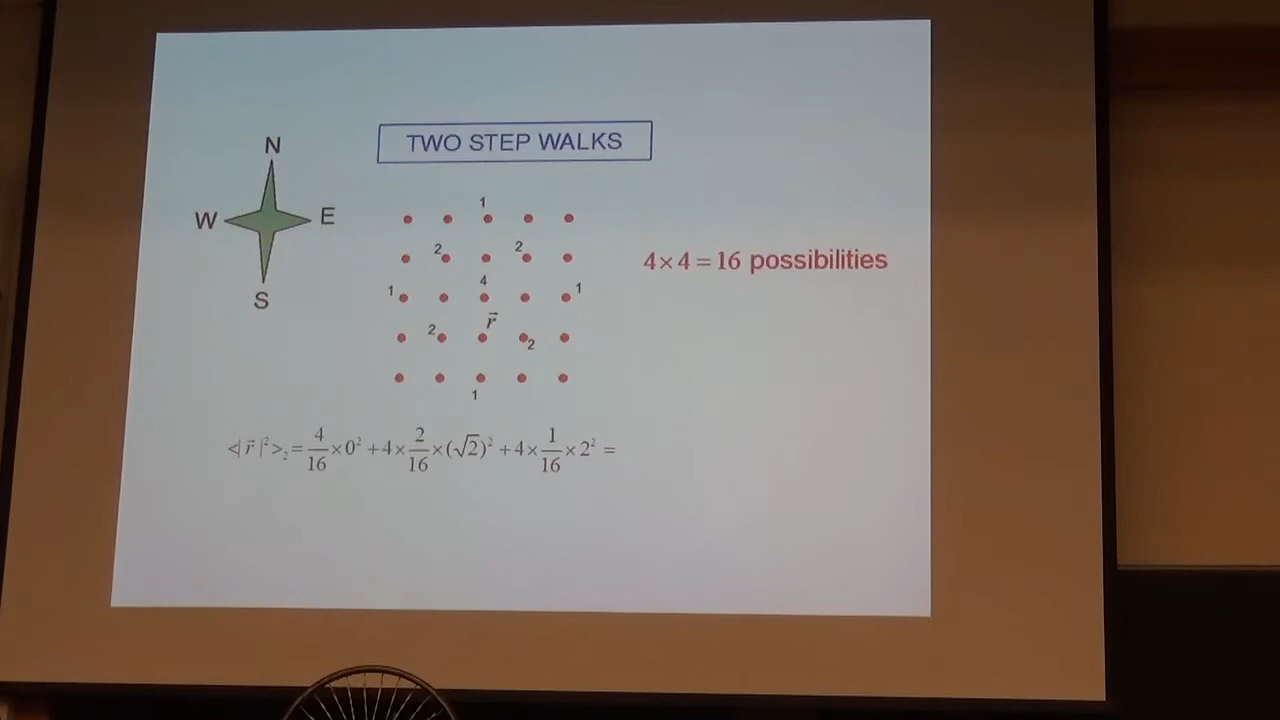 TWO STEP WALKS
N
W E
S
1
2 2
4
1 1
r⃗
2 2
1
4×4=16 possibilities
<|r⃗|²>₂ = 4/16 ×0² + 4× 2/16 ×(√2)² + 4× 1/16 × 2² =